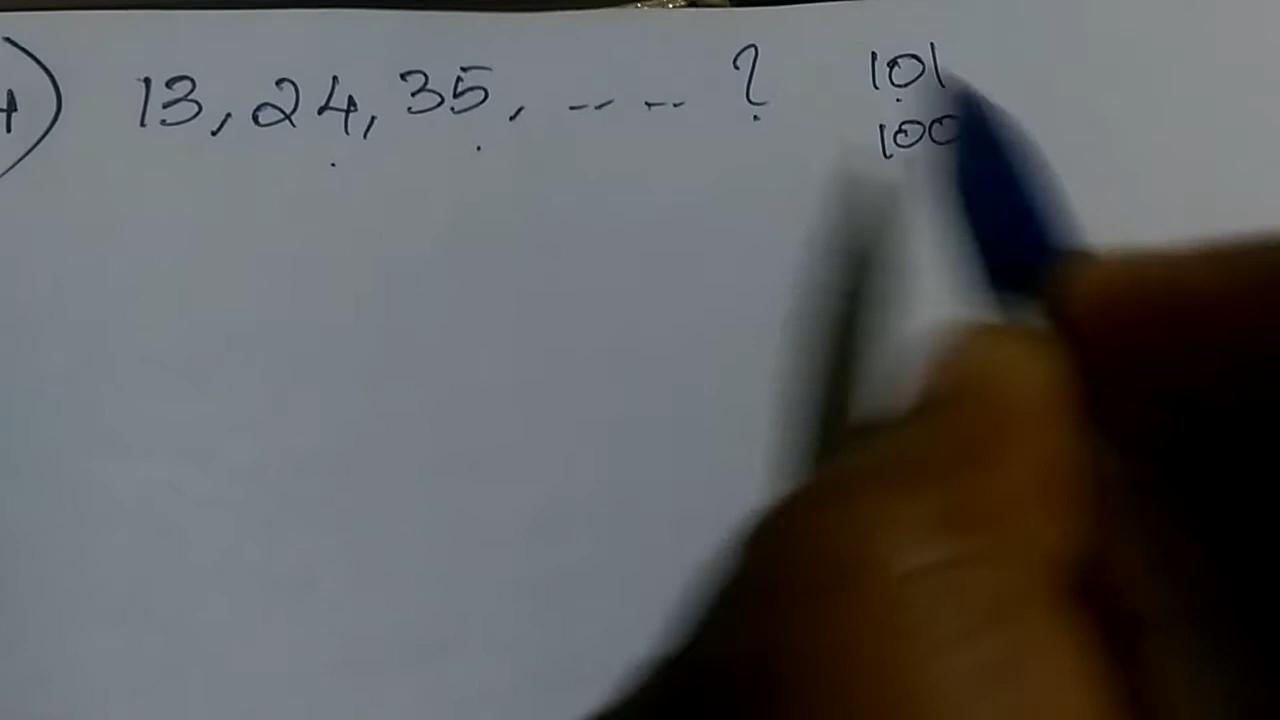 ) 13, 24, 35, -- -- ? 101
100